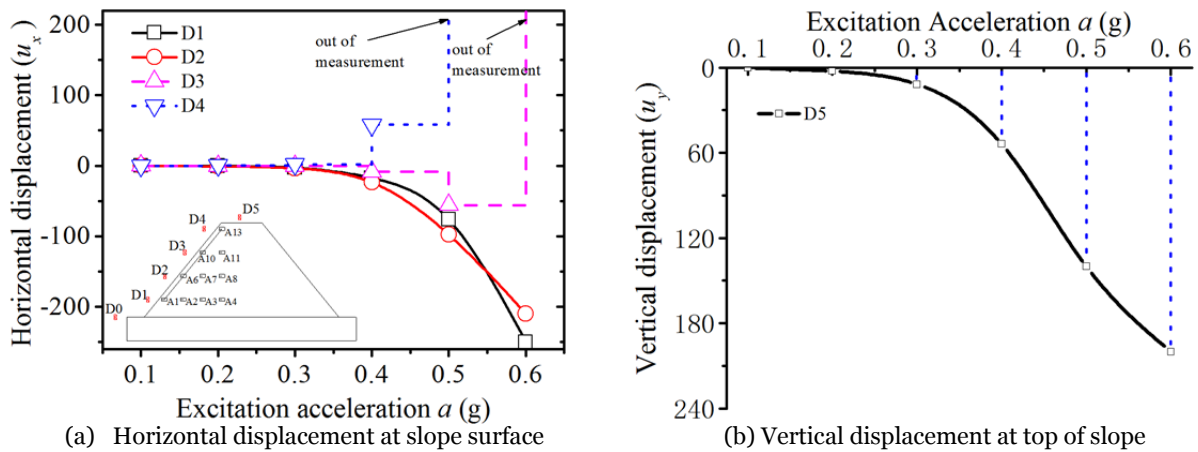 200
100
0
-100
-200
Horizontal displacement (ux)
D1
D2
D3
D4
out of
measurement
out of
measurement
D5
D4
A13
D3
A10 A11
D2
A6 A7 A8
D1
A1 A2 A3 A4
D0
0.1 0.2 0.3 0.4 0.5 0.6
Excitation acceleration a (g)
(a) Horizontal displacement at slope surface
Excitation Acceleration a (g)
0.1 0.2 0.3 0.4 0.5 0.6
0
60
120
180
240
Vertical displacement (uy)
D5
(b) Vertical displacement at top of slope